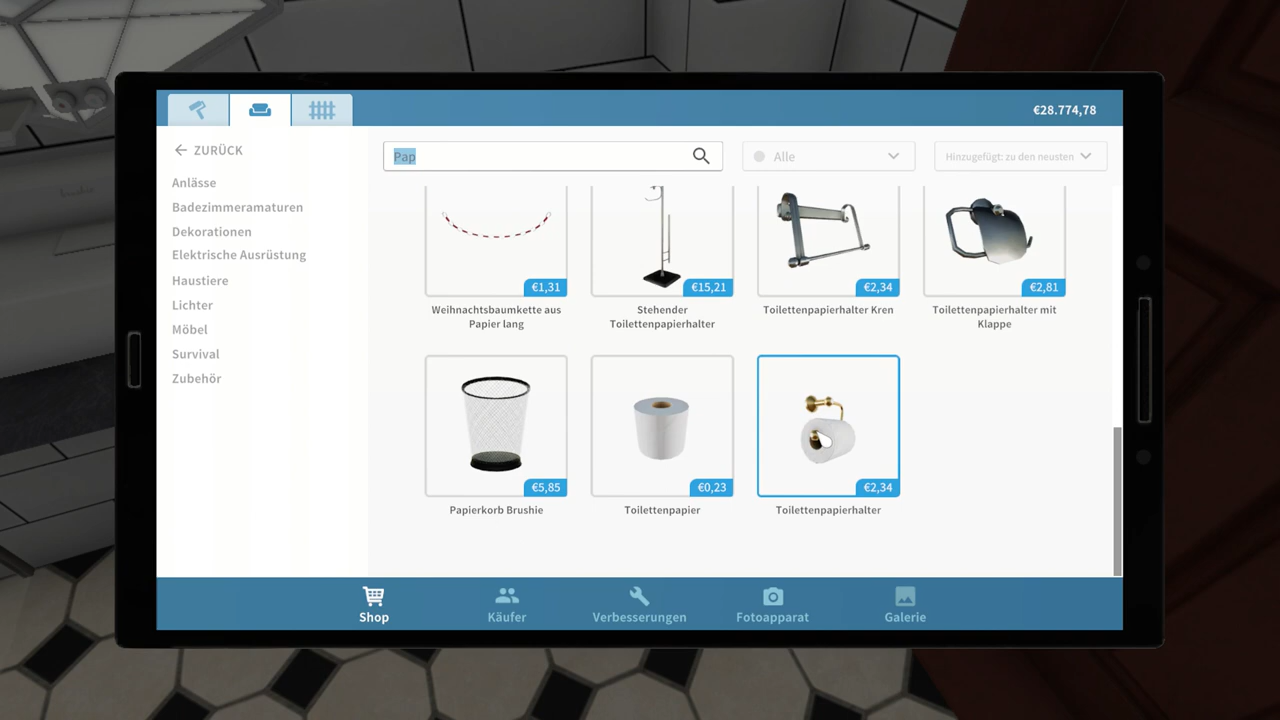 €28.774,78
ZURÜCK
Pap
Alle
Hinzugefügt: zu den neusten
Anlässe
Badezimmeramaturen
Dekorationen
Elektrische Ausrüstung
Haustiere
Lichter
Möbel
Survival
Zubehör
€1,31
€15,21
€2,34
€2,81
Weihnachtsbaumkette aus
Papier lang
Stehender
Toilettenpapierhalter
Toilettenpapierhalter Kren
Toilettenpapierhalter mit
Klappe
€5,85
€0,23
€2,34
Papierkorb Brushie
Toilettenpapier
Toilettenpapierhalter
Shop
Käufer
Verbesserungen
Fotoapparat
Galerie